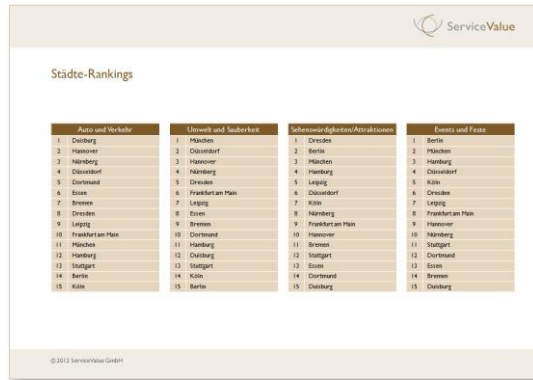 ServiceValue
Städte-Rankings
Auto und Verkehr
1 Duisburg
2 Hannover
3 Nürnberg
4 Düsseldorf
5 Dortmund
6 Essen
7 Bremen
8 Dresden
9 Leipzig
10 Frankfurt am Main
11 München
12 Hamburg
13 Stuttgart
14 Berlin
15 Köln
Umwelt und Sauberkeit
1 München
2 Düsseldorf
3 Hannover
4 Nürnberg
5 Dresden
6 Frankfurt am Main
7 Leipzig
8 Essen
9 Bremen
10 Dortmund
11 Hamburg
12 Duisburg
13 Stuttgart
14 Köln
15 Berlin
Sehenswürdigkeiten/Attraktionen
1 Dresden
2 Berlin
3 München
4 Hamburg
5 Leipzig
6 Düsseldorf
7 Köln
8 Nürnberg
9 Frankfurt am Main
10 Hannover
11 Bremen
12 Stuttgart
13 Essen
14 Dortmund
15 Duisburg
Events und Feste
1 Berlin
2 München
3 Hamburg
4 Düsseldorf
5 Köln
6 Dresden
7 Leipzig
8 Frankfurt am Main
9 Hannover
10 Nürnberg
11 Stuttgart
12 Dortmund
13 Essen
14 Bremen
15 Duisburg
© 2012 ServiceValue GmbH